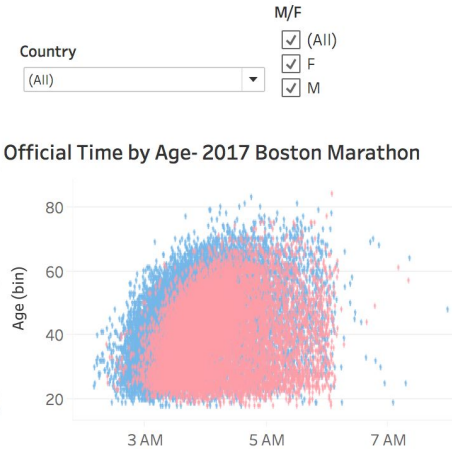 M/F
(All)
F
M
Country
(All)
Official Time by Age- 2017 Boston Marathon
80
60
40
20
Age (bin)
3 AM
5 AM
7 AM